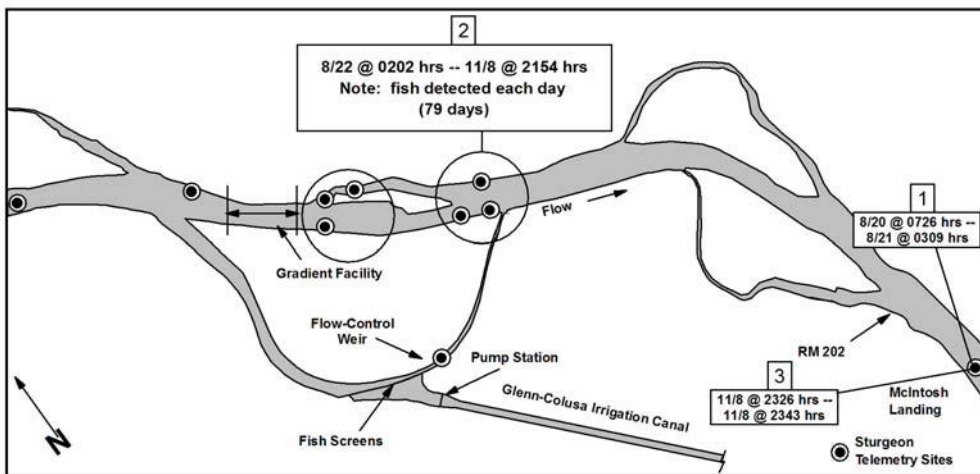 2
8/22 @ 0202 hrs -- 11/8 @ 2154 hrs
Note: fish detected each day
(79 days)
1
8/20 @ 0726 hrs --
8/21 @ 0309 hrs
Flow
Gradient Facility
Flow-Control
Weir
Pump Station
RM 202
3
11/8 @ 2326 hrs --
11/8 @ 2343 hrs
McIntosh
Landing
Glenn-Colusa Irrigation Canal
Fish Screens
N
Sturgeon
Telemetry Sites